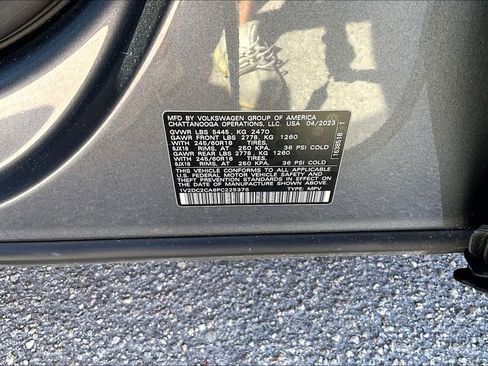 MFD BY VOLKSWAGEN GROUP OF AMERICA
CHATTANOOGA OPERATIONS, LLC. USA 04/2023
GVWR LBS 5445, KG 2470
GAWR FRONT LBS 2778, KG 1260
WITH 245/60R18 TIRES,
8JX18 RIMS, AT 250 KPA, 36 PSI COLD
GAWR REAR LBS 2778, KG 1260
WITH 245/60R18 TIRES,
8JX18 RIMS, AT 250 KPA, 36 PSI COLD
THIS VEHICLE CONFORMS TO ALL APPLICABLE
U.S. FEDERAL MOTOR VEHICLE SAFETY
STANDARDS IN EFFECT ON THE DATE OF
MANUFACTURE SHOWN ABOVE.
1V2DC2CA6PC225376 TYPE: MPV